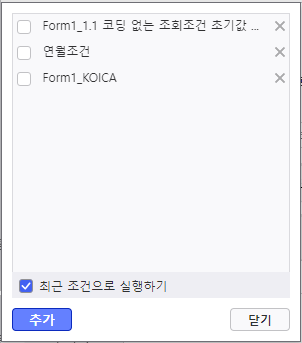 Form1_1.1 코딩 없는 조회조건 초기값 ...
연월조건
Form1_KOICA
최근 조건으로 실행하기
추가
닫기